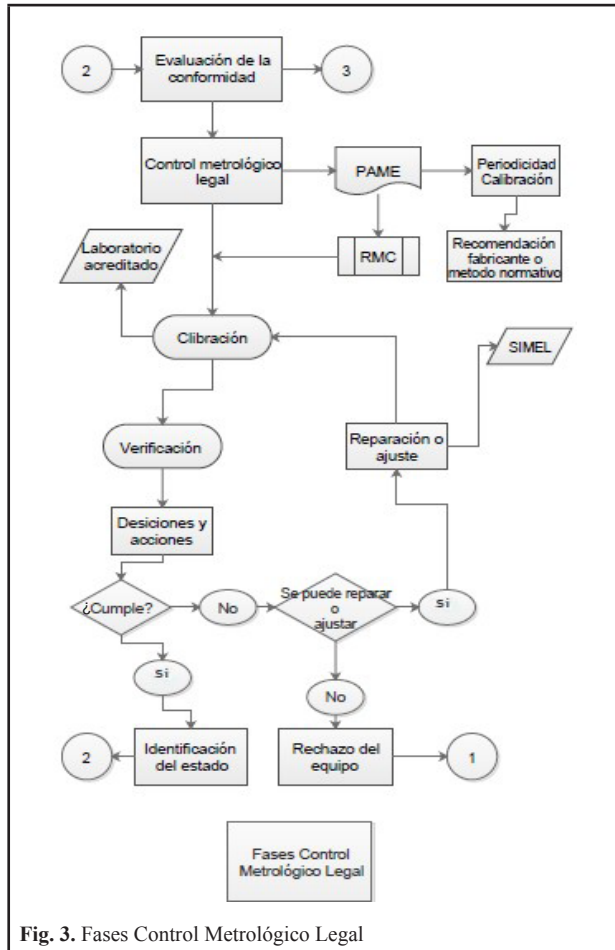 2
Evaluación de la
conformidad
3
Control metrológico
legal
PAME
Periodicidad
Calibración
Laboratorio
acreditado
RMC
Recomendación
fabricante o
metodo normativo
Clibración
SIMEL
Verificación
Reparación o
ajuste
Desiciones y
acciones
¿Cumple?
No
Se puede reparar
o
ajustar
si
si
No
2
Identificación
del estado
Rechazo del
equipo
1
Fases Control
Metrológico Legal
Fig. 3. Fases Control Metrológico Legal